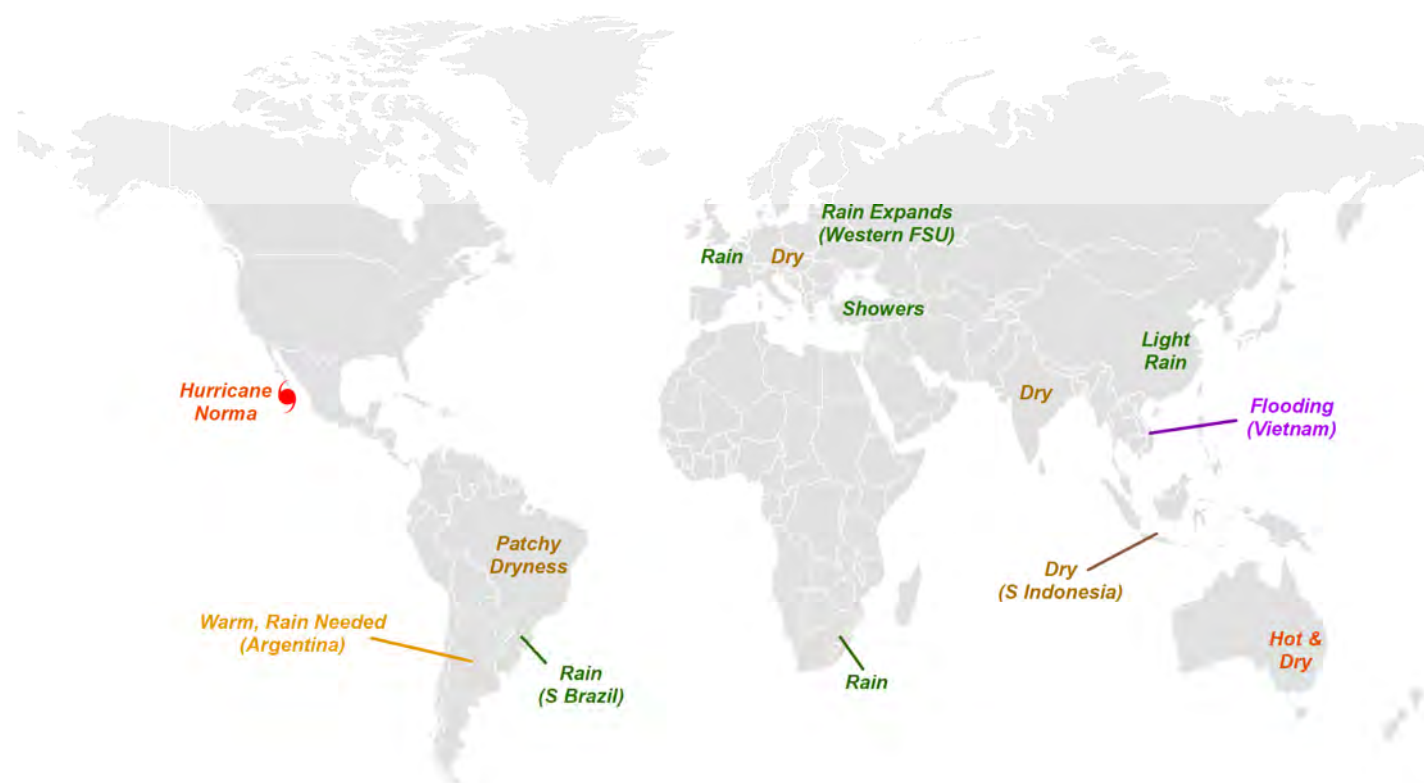 Rain Expands
(Western FSU)
Rain
Dry
Showers
Light
Rain
Hurricane
Norma
Dry
Flooding
(Vietnam)
Patchy
Dryness
Dry
(S Indonesia)
Warm, Rain Needed
(Argentina)
Hot &
Dry
Rain
(S Brazil)
Rain